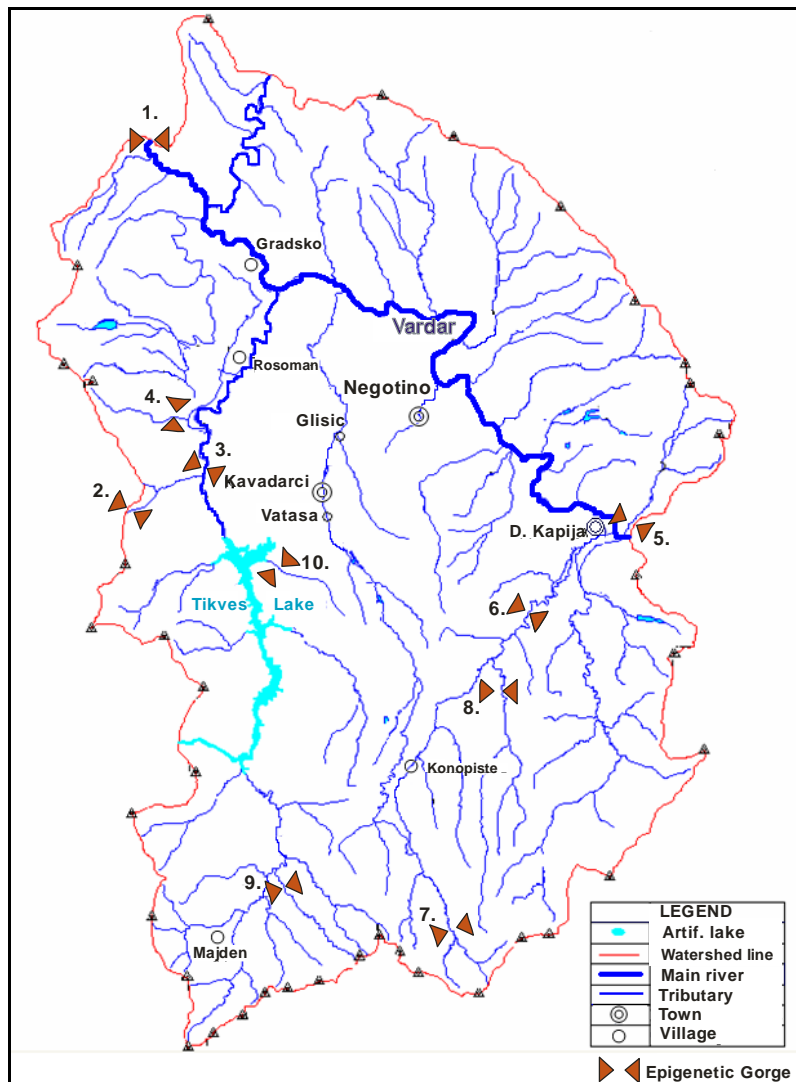 1.
Gradsko
Vardar
Rosoman
Negotino
4.
Glisic
3.
Kavadarci
2.
Vatasa
D. Kapija
5.
10.
Tikves Lake
6.
8.
Konopiste
9.
7.
Majden
LEGEND
Artif. lake
Watershed line
Main river
Tributary
Town
Village
Epigenetic Gorge